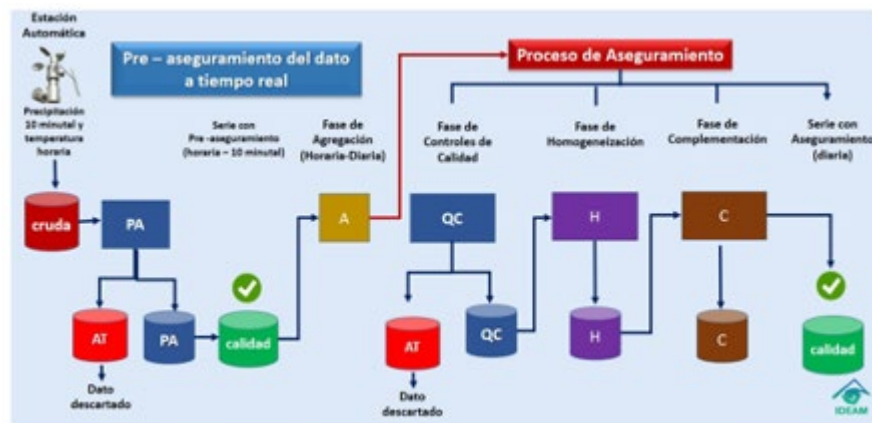 Estación
Automática
Precipitación
10 minutal y
temperatura
horaria
Pre – aseguramiento del dato
a tiempo real
Proceso de Aseguramiento
Serie con
Pre -aseguramiento
(horaria – 10 minutal)
Fase de
Agregación
(Horaria-Diaria)
Fase de
Controles de
Calidad
Fase de
Homogeneización
Fase de
Complementación
Serie con
Aseguramiento
(diaria)
cruda
PA
A
QC
H
C
AT
PA
calidad
AT
QC
H
C
calidad
Dato
descartado
Dato
descartado
IDEAM